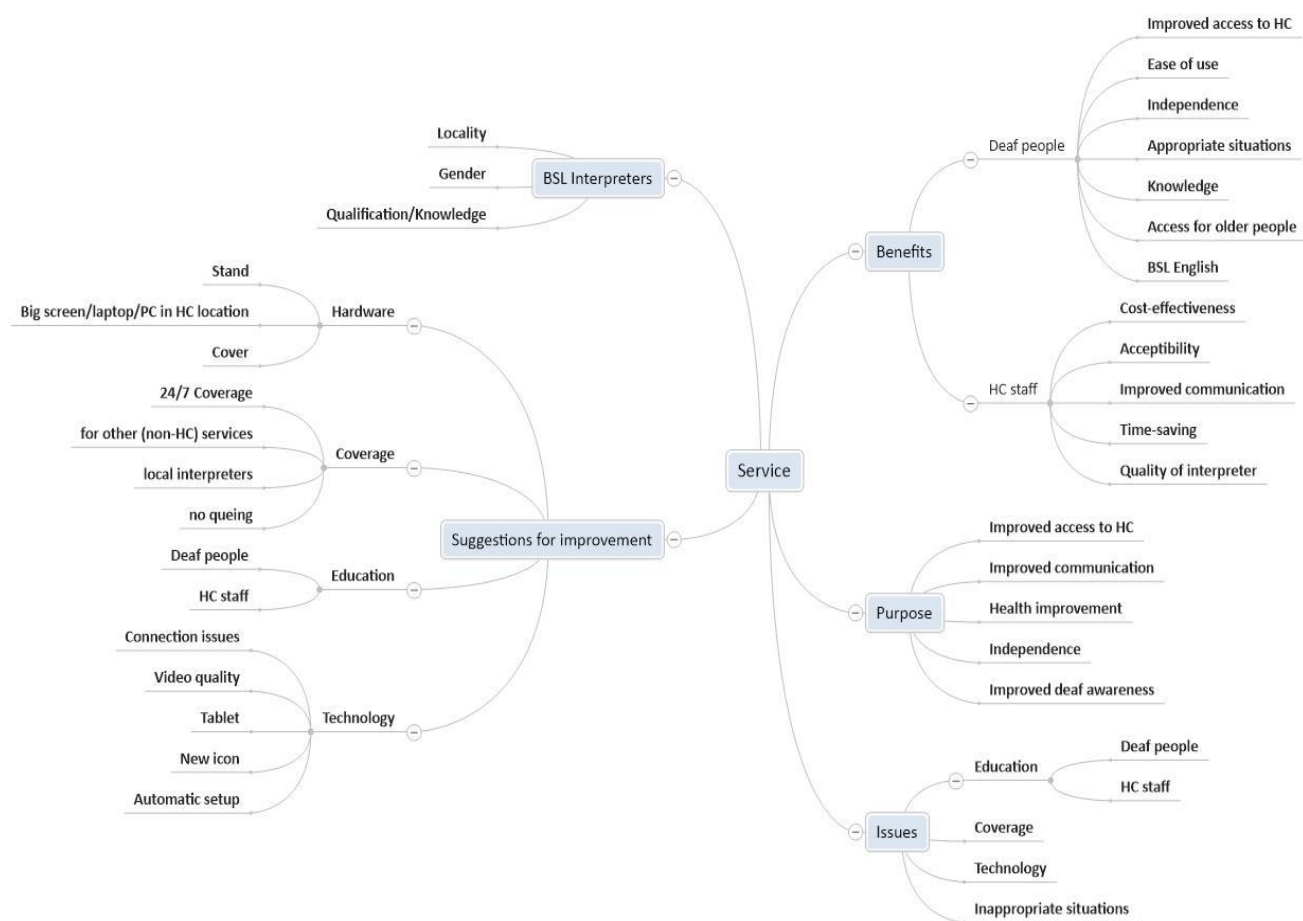 Service
BSL Interpreters
Locality
Gender
Qualification/Knowledge
Suggestions for improvement
Hardware
Stand
Big screen/laptop/PC in HC location
Cover
Coverage
24/7 Coverage
for other (non-HC) services
local interpreters
no queing
Education
Deaf people
HC staff
Technology
Connection issues
Video quality
Tablet
New icon
Automatic setup
Benefits
Deaf people
Improved access to HC
Ease of use
Independence
Appropriate situations
Knowledge
Access for older people
BSL English
HC staff
Cost-effectiveness
Acceptibility
Improved communication
Time-saving
Quality of interpreter
Purpose
Improved access to HC
Improved communication
Health improvement
Independence
Improved deaf awareness
Issues
Education
Deaf people
HC staff
Coverage
Technology
Inappropriate situations